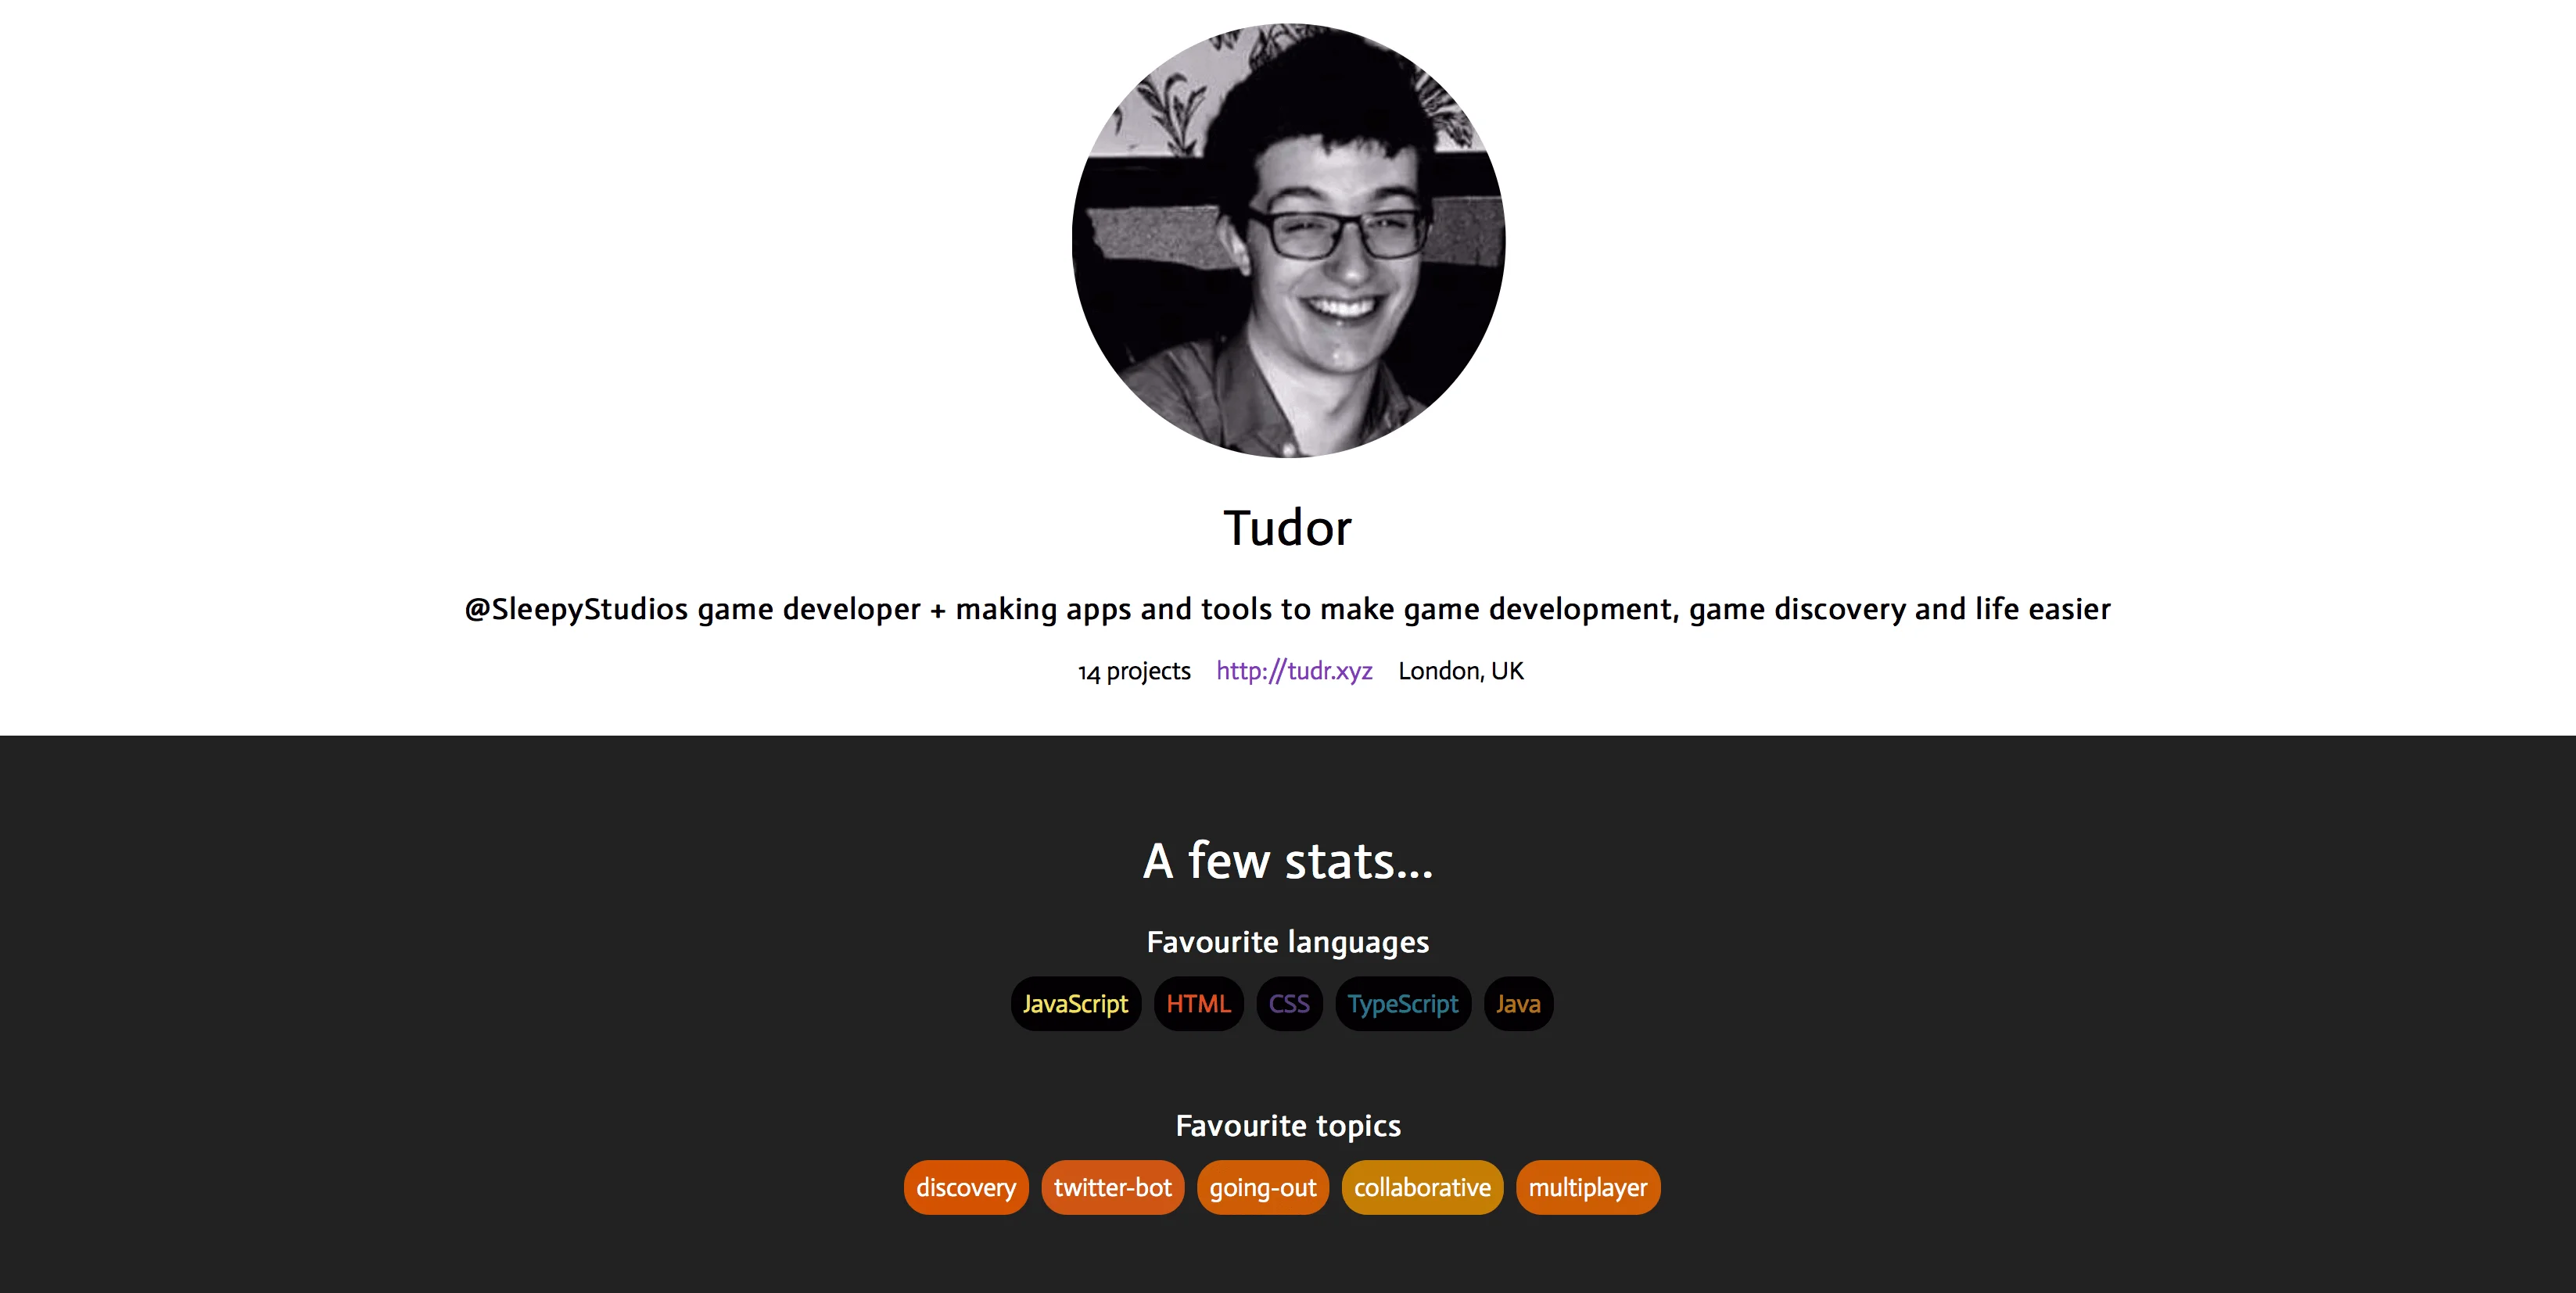 Tudor
@SleepyStudios game developer + making apps and tools to make game development, game discovery and life easier
14 projects http://tudr.xyz London, UK
A few stats...
Favourite languages
JavaScript HTML CSS TypeScript Java
Favourite topics
discovery twitter-bot going-out collaborative multiplayer